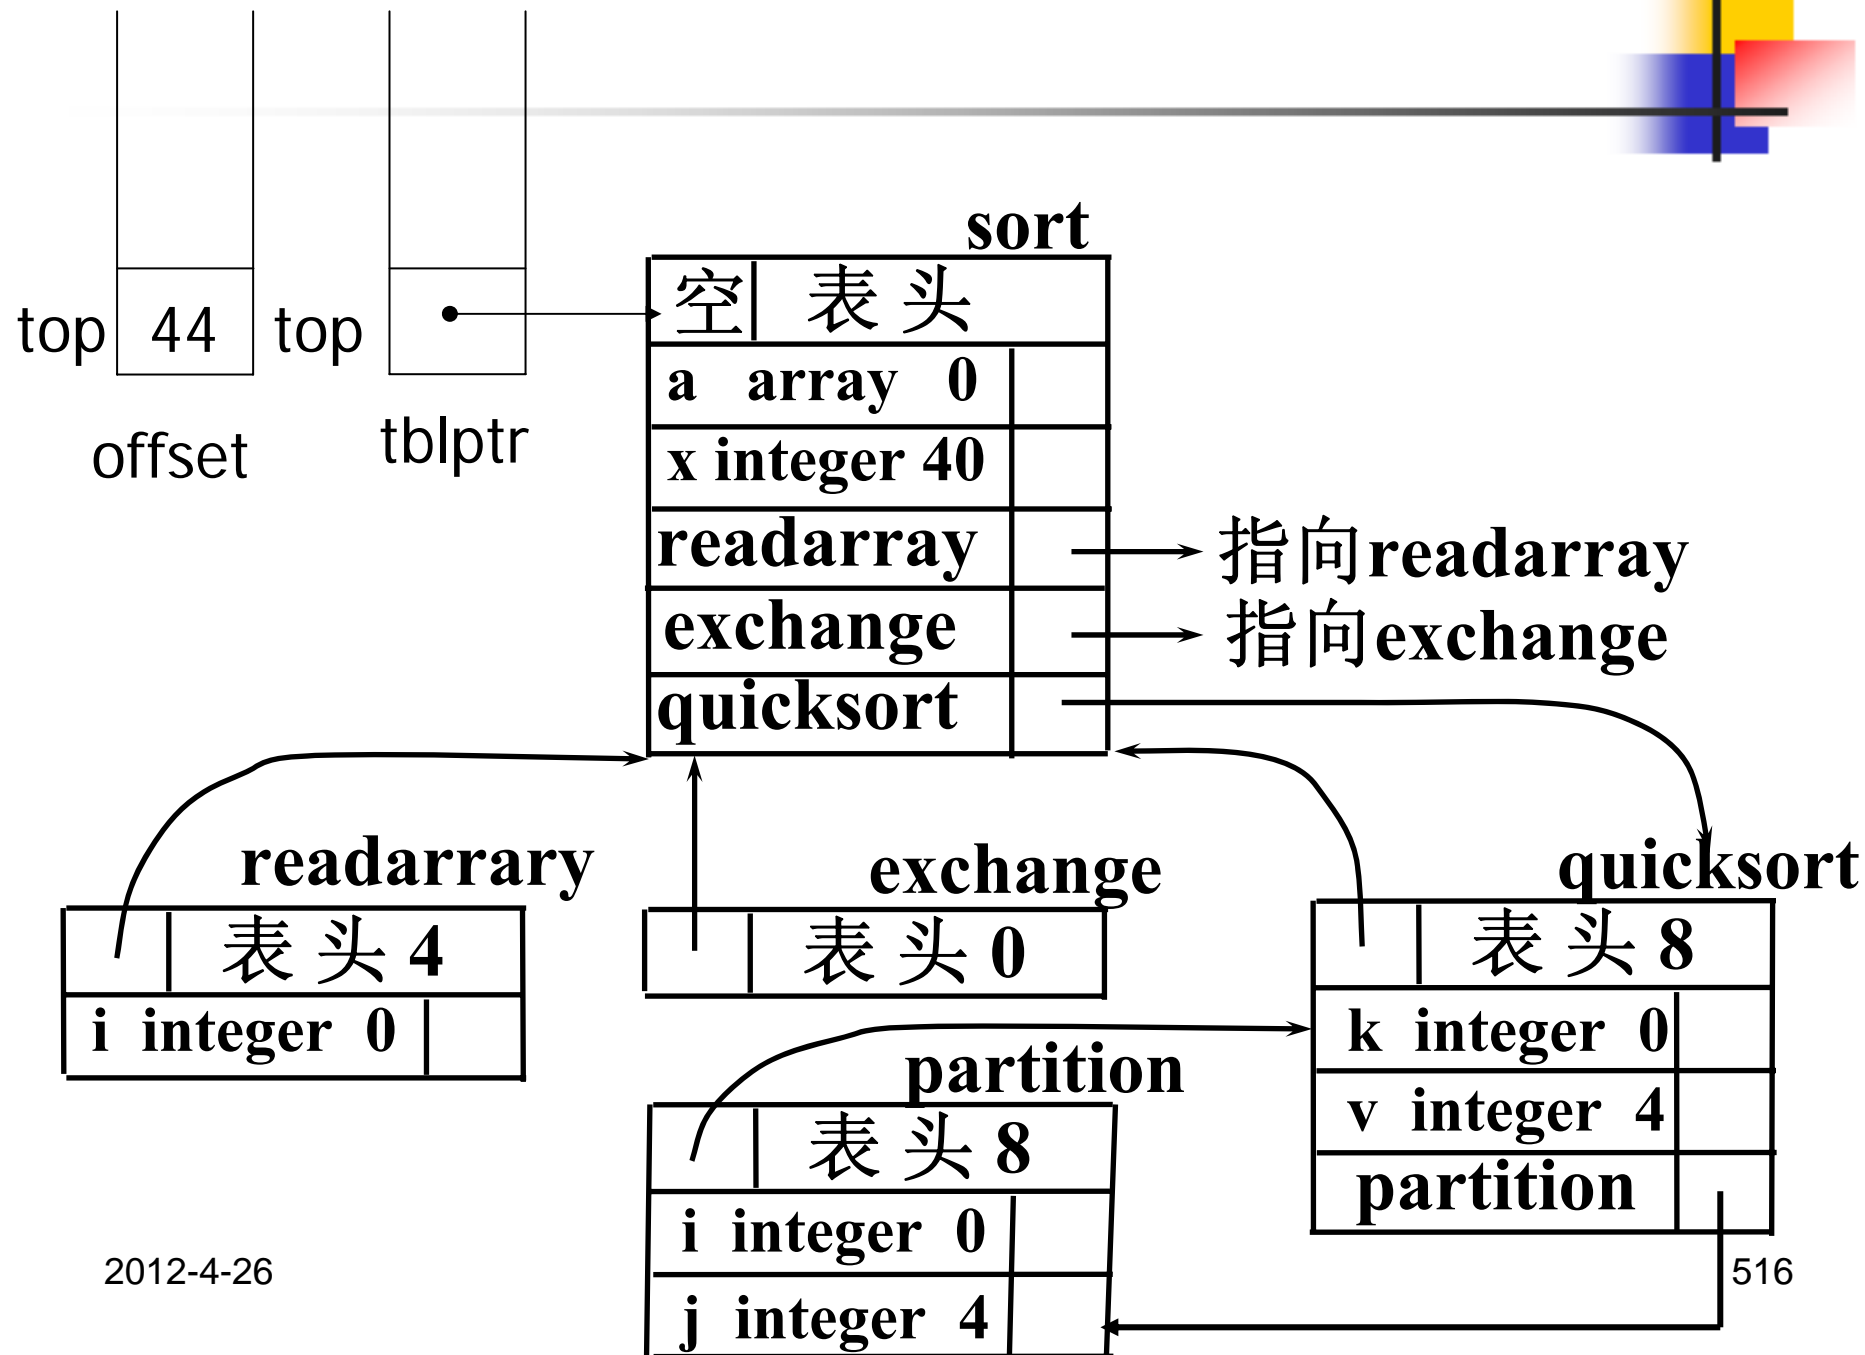 top 44 top
offset
tblptr
sort
空 表 头
a array 0
x integer 40
readarray
指向readarray
exchange
指向exchange
quicksort
readarrary
表 头 4
i integer 0
exchange
表 头 0
quicksort
表 头 8
k integer 0
v integer 4
partition
partition
表 头 8
i integer 0
j integer 4
2012-4-26
516